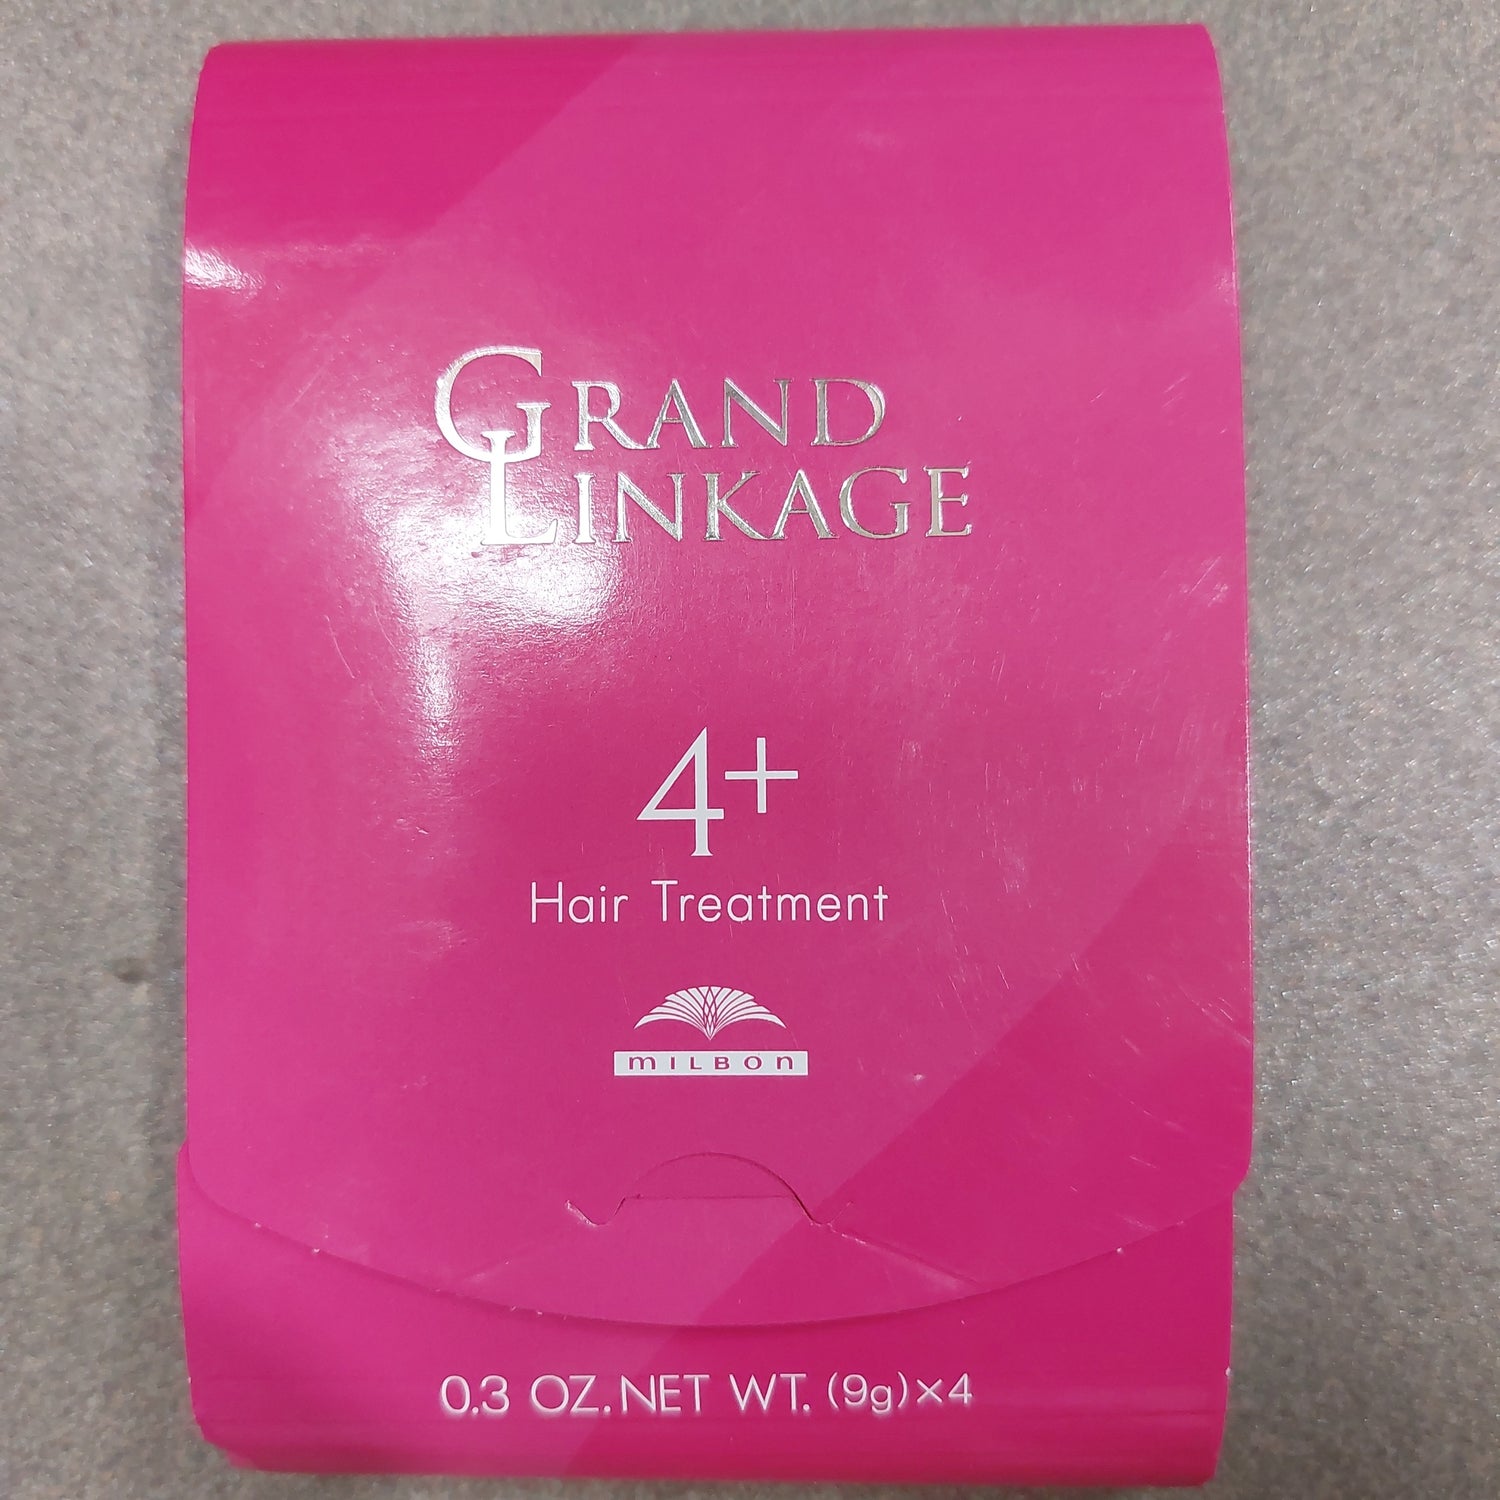 GRAND
LINKAGE
4+
Hair Treatment
MILBON
0.3 OZ. NET WT. (9g)×4